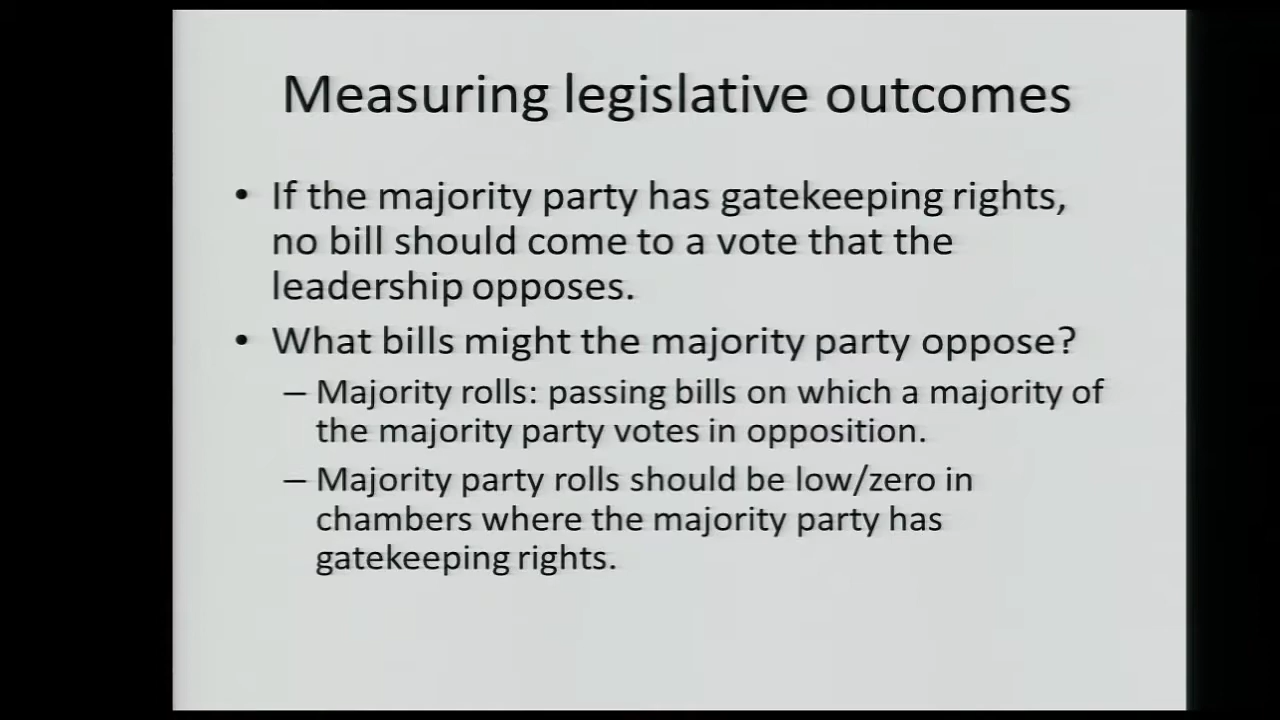 Measuring legislative outcomes
• If the majority party has gatekeeping rights,
no bill should come to a vote that the
leadership opposes.
• What bills might the majority party oppose?
– Majority rolls: passing bills on which a majority of
the majority party votes in opposition.
– Majority party rolls should be low/zero in
chambers where the majority party has
gatekeeping rights.